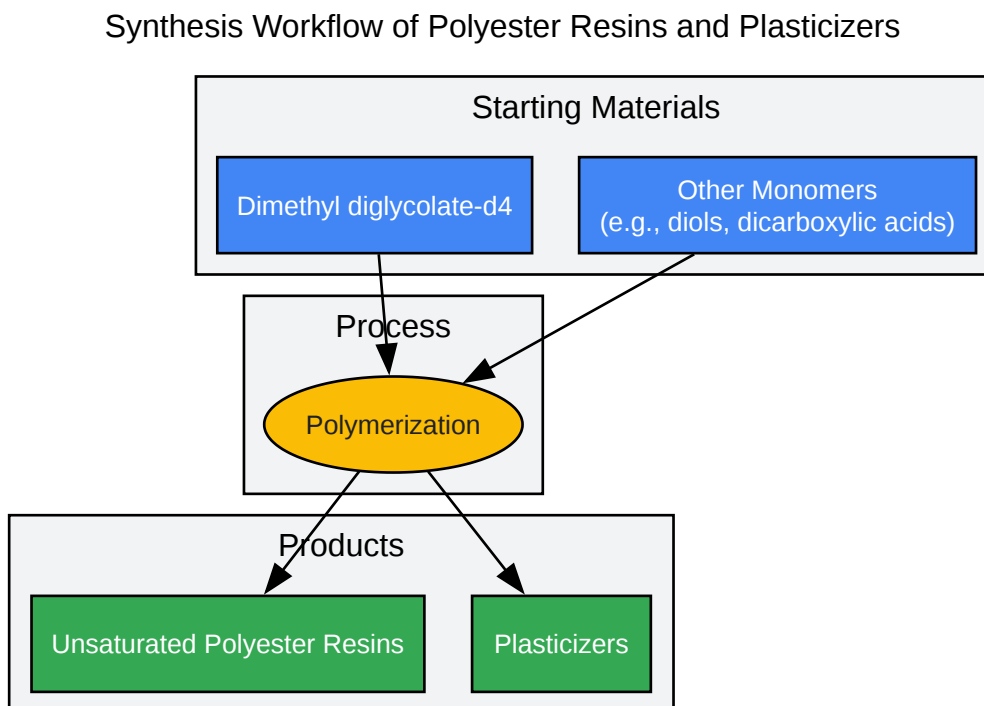 Synthesis Workflow of Polyester Resins and Plasticizers
Starting Materials
Dimethyl diglycolate-d4
Other Monomers
(e.g., diols, dicarboxylic acids)
Process
Polymerization
Products
Unsaturated Polyester Resins
Plasticizers